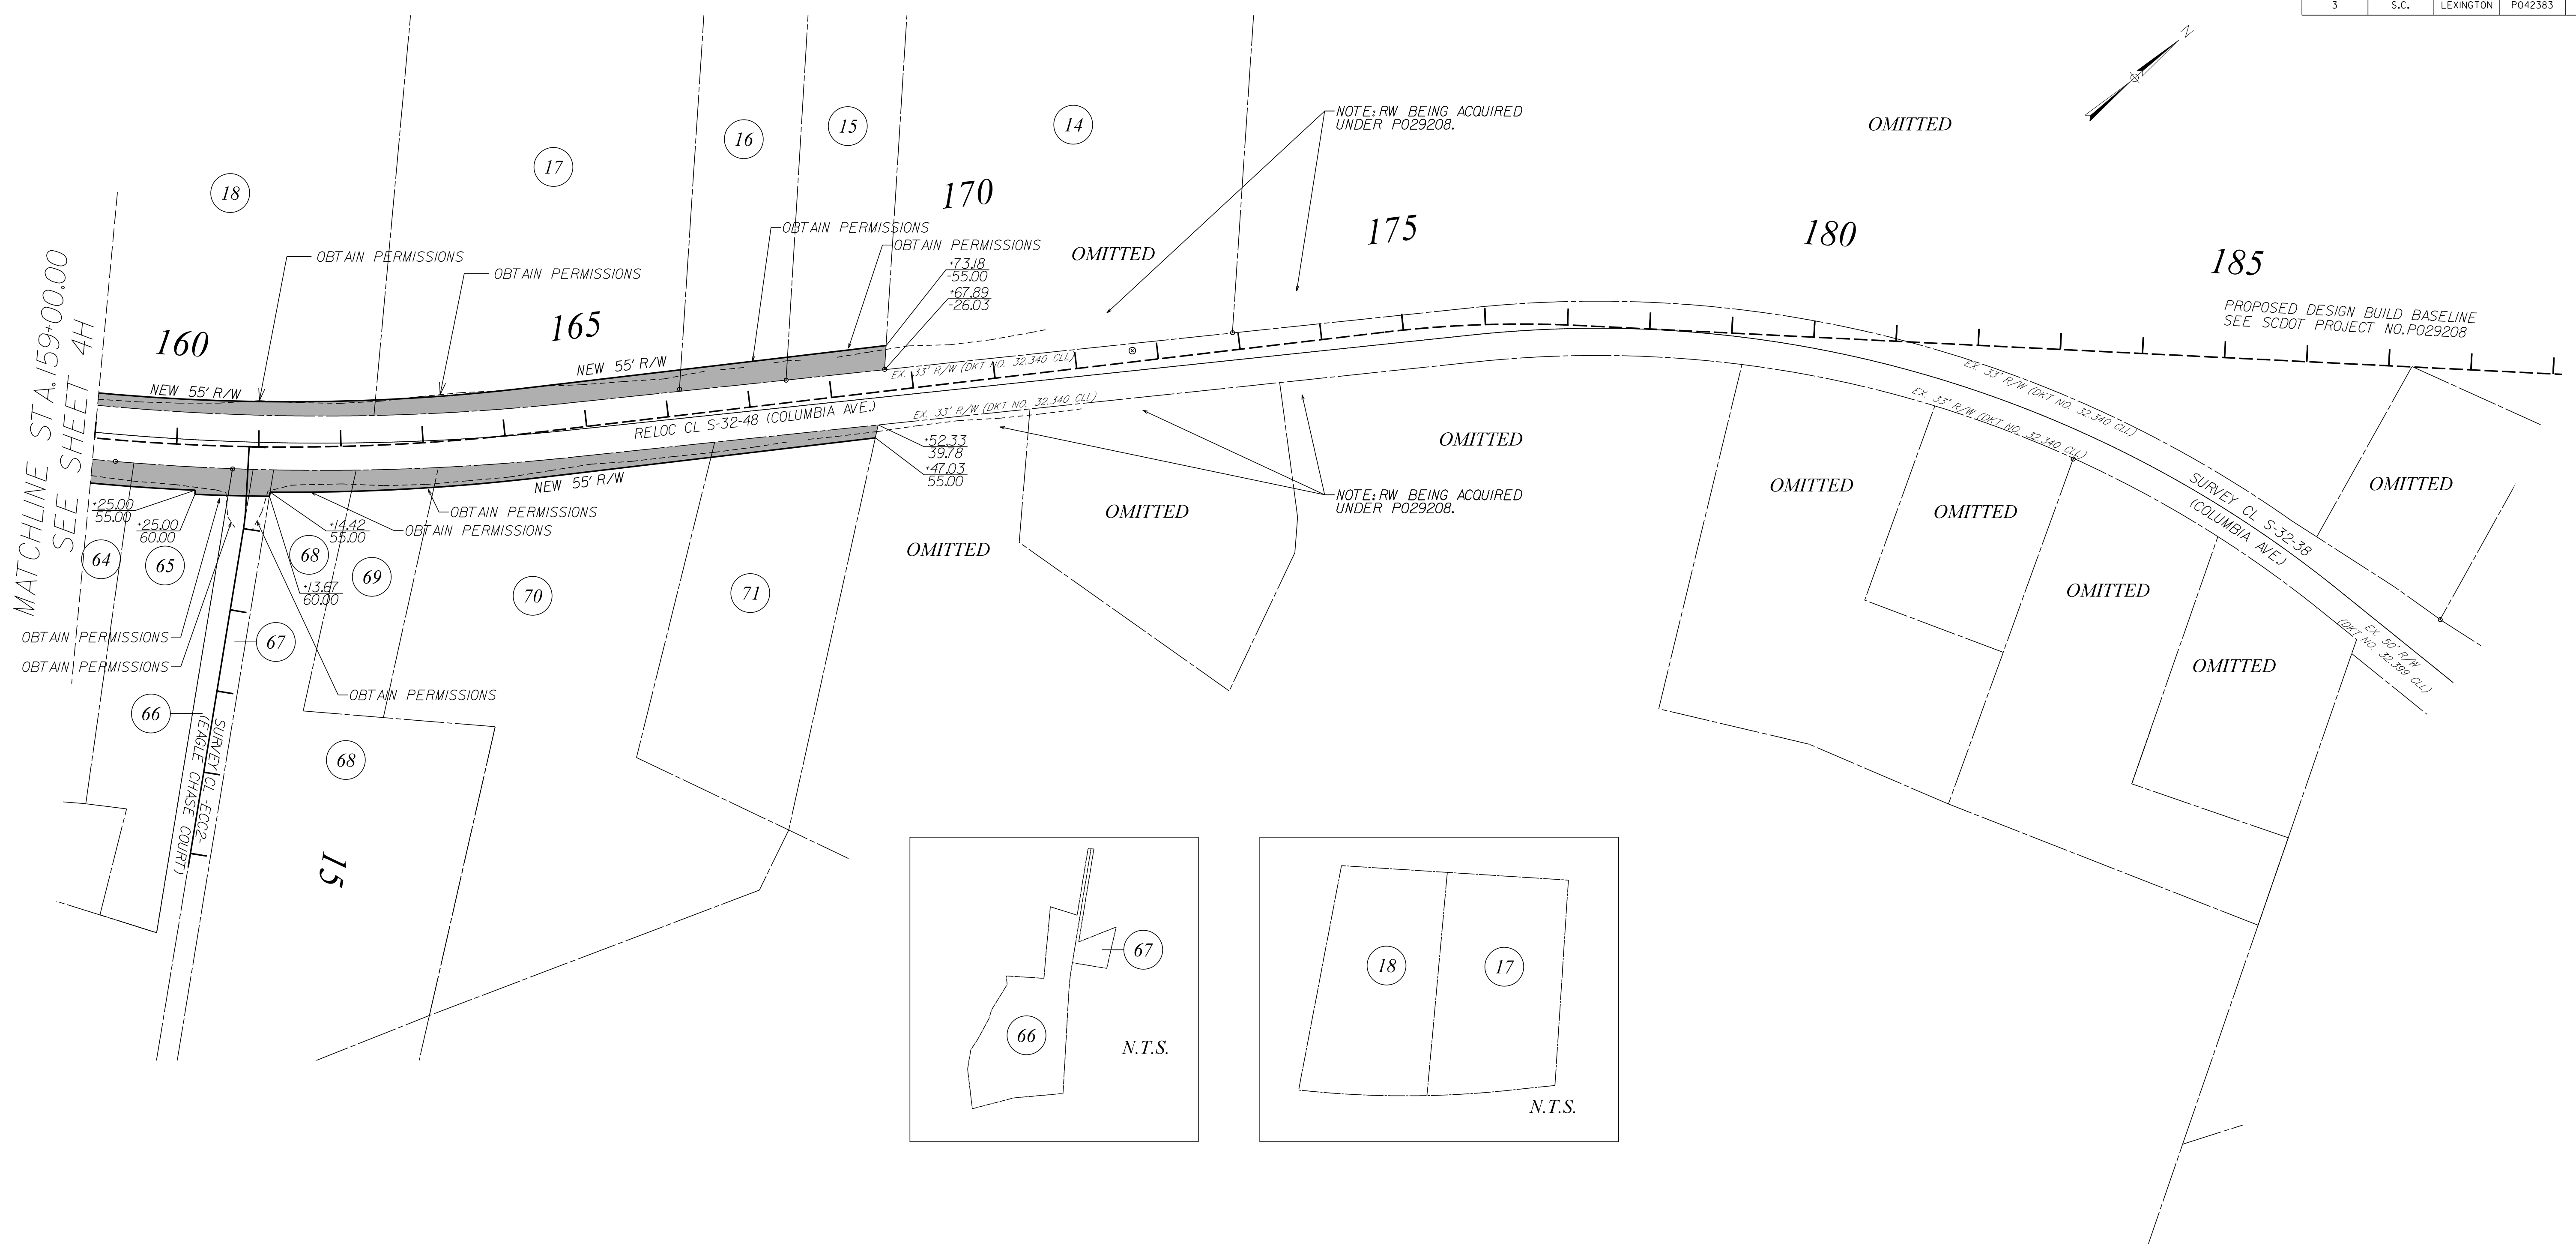 3 S.C. LEXINGTON P042383
N
NOTE: RW BEING ACQUIRED
UNDER P029208.
OMITTED
14
15
16
17
18
170
175
180
185
OBTAIN PERMISSIONS
OBTAIN PERMISSIONS
OBTAIN PERMISSIONS
OBTAIN PERMISSIONS
+73.18
-55.00
+67.89
-26.03
OMITTED
MATCHLINE STA. 159+00.00
SEE SHEET 4H
160
165
PROPOSED DESIGN BUILD BASELINE
SEE SCDOT PROJECT NO. P029208
NEW 55' R/W
NEW 55' R/W
EX. 33' R/W (DKT NO. 32.340 CLL)
EX. 33' R/W (DKT NO. 32.340 CLL)
RELOC CL S-32-48 (COLUMBIA AVE.)
EX. 33' R/W (DKT NO. 32.340 CLL)
EX. 33' R/W (DKT NO. 32.340 CLL)
+52.33
39.78
+47.03
55.00
OMITTED
NEW 55' R/W
NOTE: RW BEING ACQUIRED
UNDER P029208.
OMITTED
OMITTED
OMITTED
SURVEY CL S-32-38
(COLUMBIA AVE.)
+25.00
55.00
+25.00
60.00
+14.42
55.00
OBTAIN PERMISSIONS
OBTAIN PERMISSIONS
OMITTED
OMITTED
64
65
68
69
+13.67
60.00
70
71
OMITTED
OBTAIN PERMISSIONS
OBTAIN PERMISSIONS
67
OBTAIN PERMISSIONS
EX. 50' R/W
(DKT NO. 32.399 CLL)
OMITTED
66
SURVEY CL -ECC2-
(EAGLE CHASE COURT)
68
15
67
66
N.T.S.
18
17
N.T.S.